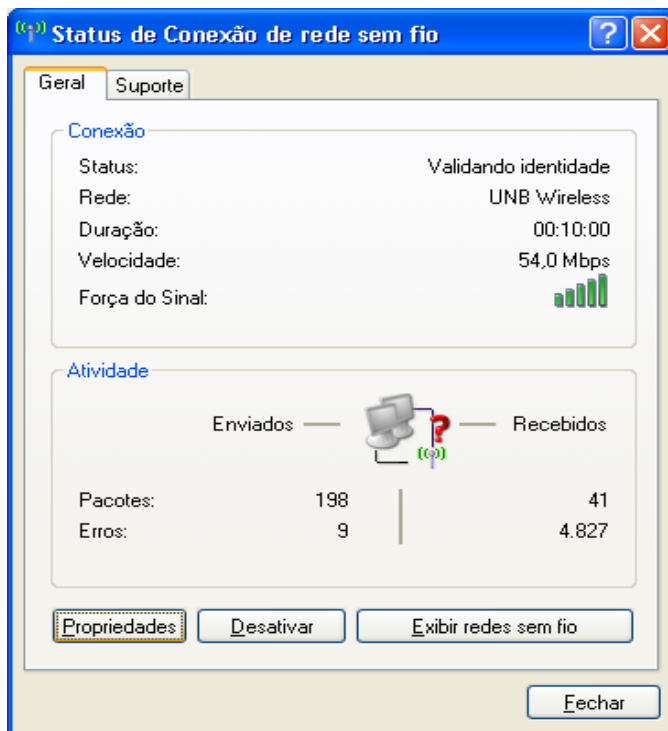 Status de Conexão de rede sem fio
Geral Suporte
Conexão
Status: Validando identidade
Rede: UNB Wireless
Duração: 00:10:00
Velocidade: 54,0 Mbps
Força do Sinal:
Atividade
Enviados Recebidos
Pacotes: 198 41
Erros: 9 4.827
Propriedades Desativar Exibir redes sem fio
Fechar